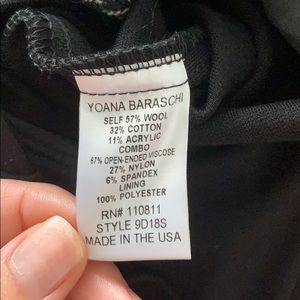 YOANA BARASCHI
SELF 57% WOOL
32% COTTON
11% ACRYLIC
COMBO
67% OPEN-ENDED VISCOSE
27% NYLON
6% SPANDEX
LINING
100% POLYESTER
RN# 110811
STYLE 9D18S
MADE IN THE USA